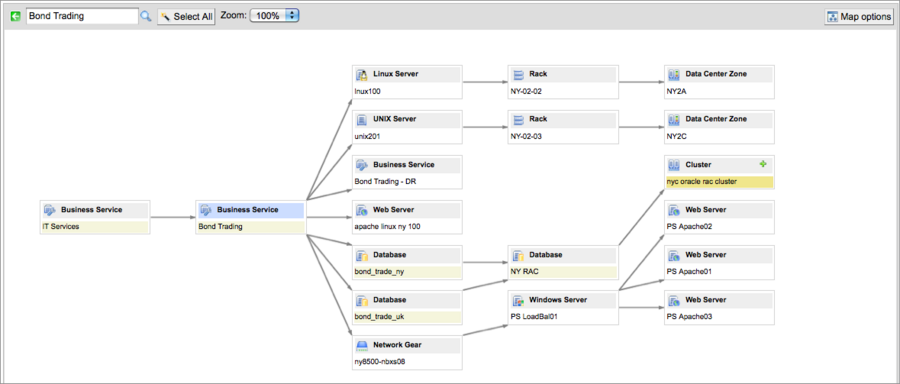 Bond Trading Select All Zoom: 100% Map options
Linux Server Rack Data Center Zone
lnux100 NY-02-02 NY2A
UNIX Server Rack Data Center Zone
unix201 NY-02-03 NY2C
Business Service Cluster
Bond Trading - DR nyc oracle rac cluster
Business Service Business Service Web Server Web Server
IT Services Bond Trading apache linux ny 100 PS Apache02
Database Database Web Server
bond_trade_ny NY RAC PS Apache01
Database Windows Server Web Server
bond_trade_uk PS LoadBal01 PS Apache03
Network Gear
ny8500-nbxs08